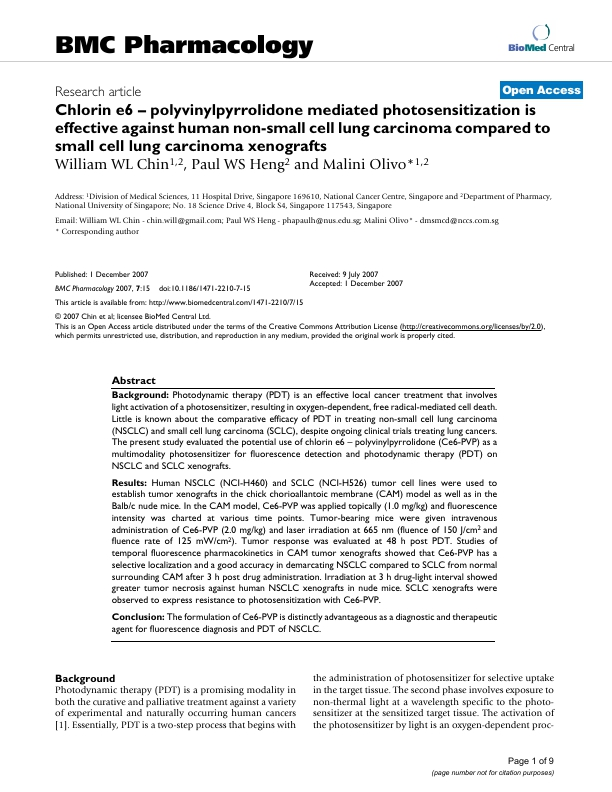 BMC Pharmacology
BioMed Central
Research article
Open Access
Chlorin e6 – polyvinylpyrrolidone mediated photosensitization is
effective against human non-small cell lung carcinoma compared to
small cell lung carcinoma xenografts
William WL Chin1,2, Paul WS Heng2 and Malini Olivo*1,2
Address: 1Division of Medical Sciences, 11 Hospital Drive, Singapore 169610, National Cancer Centre, Singapore and 2Department of Pharmacy,
National University of Singapore; No. 18 Science Drive 4, Block S4, Singapore 117543, Singapore
Email: William WL Chin - chin.will@gmail.com; Paul WS Heng - phapaulh@nus.edu.sg; Malini Olivo* - dmsmcd@nccs.com.sg
* Corresponding author
Published: 1 December 2007
BMC Pharmacology 2007, 7:15 doi:10.1186/1471-2210-7-15
Received: 9 July 2007
Accepted: 1 December 2007
This article is available from: http://www.biomedcentral.com/1471-2210/7/15
© 2007 Chin et al; licensee BioMed Central Ltd.
This is an Open Access article distributed under the terms of the Creative Commons Attribution License (http://creativecommons.org/licenses/by/2.0),
which permits unrestricted use, distribution, and reproduction in any medium, provided the original work is properly cited.
Abstract
Background: Photodynamic therapy (PDT) is an effective local cancer treatment that involves
light activation of a photosensitizer, resulting in oxygen-dependent, free radical-mediated cell death.
Little is known about the comparative efficacy of PDT in treating non-small cell lung carcinoma
(NSCLC) and small cell lung carcinoma (SCLC), despite ongoing clinical trials treating lung cancers.
The present study evaluated the potential use of chlorin e6 – polyvinylpyrrolidone (Ce6-PVP) as a
multimodality photosensitizer for fluorescence detection and photodynamic therapy (PDT) on
NSCLC and SCLC xenografts.
Results: Human NSCLC (NCI-H460) and SCLC (NCI-H526) tumor cell lines were used to
establish tumor xenografts in the chick chorioallantoic membrane (CAM) model as well as in the
Balb/c nude mice. In the CAM model, Ce6-PVP was applied topically (1.0 mg/kg) and fluorescence
intensity was charted at various time points. Tumor-bearing mice were given intravenous
administration of Ce6-PVP (2.0 mg/kg) and laser irradiation at 665 nm (fluence of 150 J/cm2 and
fluence rate of 125 mW/cm2). Tumor response was evaluated at 48 h post PDT. Studies of
temporal fluorescence pharmacokinetics in CAM tumor xenografts showed that Ce6-PVP has a
selective localization and a good accuracy in demarcating NSCLC compared to SCLC from normal
surrounding CAM after 3 h post drug administration. Irradiation at 3 h drug-light interval showed
greater tumor necrosis against human NSCLC xenografts in nude mice. SCLC xenografts were
observed to express resistance to photosensitization with Ce6-PVP.
Conclusion: The formulation of Ce6-PVP is distinctly advantageous as a diagnostic and therapeutic
agent for fluorescence diagnosis and PDT of NSCLC.
Background
Photodynamic therapy (PDT) is a promising modality in
both the curative and palliative treatment against a variety
of experimental and naturally occurring human cancers
[1]. Essentially, PDT is a two-step process that begins with
the administration of photosensitizer for selective uptake
in the target tissue. The second phase involves exposure to
non-thermal light at a wavelength specific to the photo-
sensitizer at the sensitized target tissue. The activation of
the photosensitizer by light is an oxygen-dependent proc-
Page 1 of 9
(page number not for citation purposes)